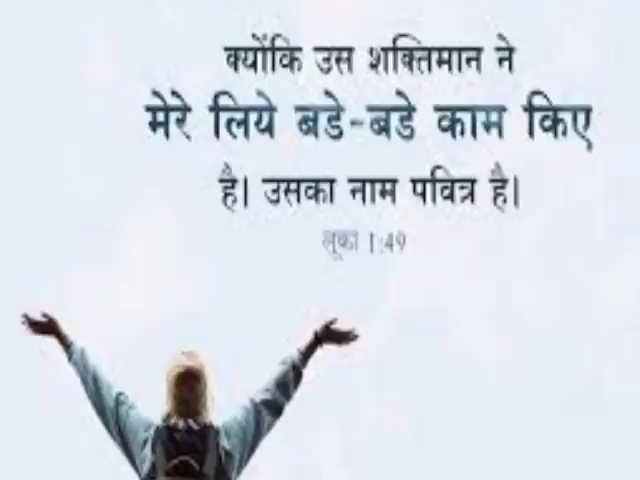 क्योंकि उस शक्तिमान ने
मेरे लिये बडे-बडे काम किए
है। उसका नाम पवित्र है।
लूका 1:49